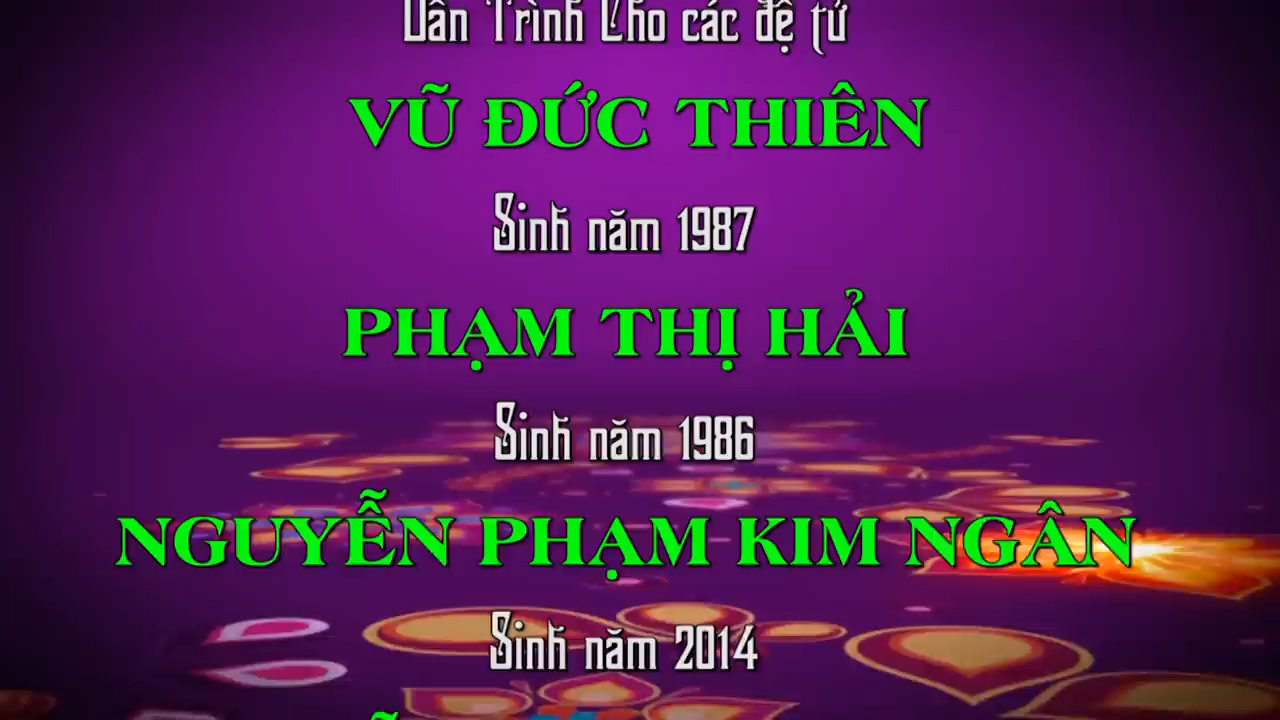 Dẫn Trình Cho các đệ tử
VŨ ĐỨC THIÊN
Sinh năm 1987
PHẠM THỊ HẢI
Sinh năm 1986
NGUYỄN PHẠM KIM NGÂN
Sinh năm 2014